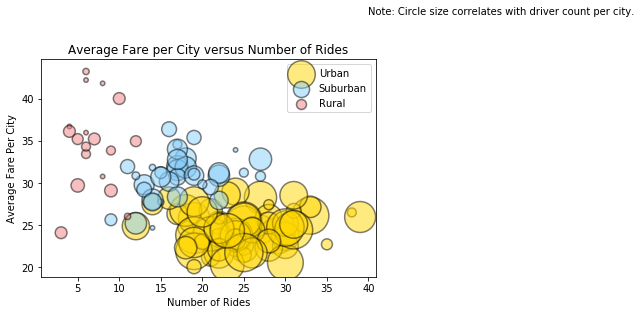 Note: Circle size correlates with driver count per city.
Average Fare per City versus Number of Rides
Urban
Suburban
Rural
Average Fare Per City
40
35
30
25
20
5
10
15
20
25
30
35
40
Number of Rides